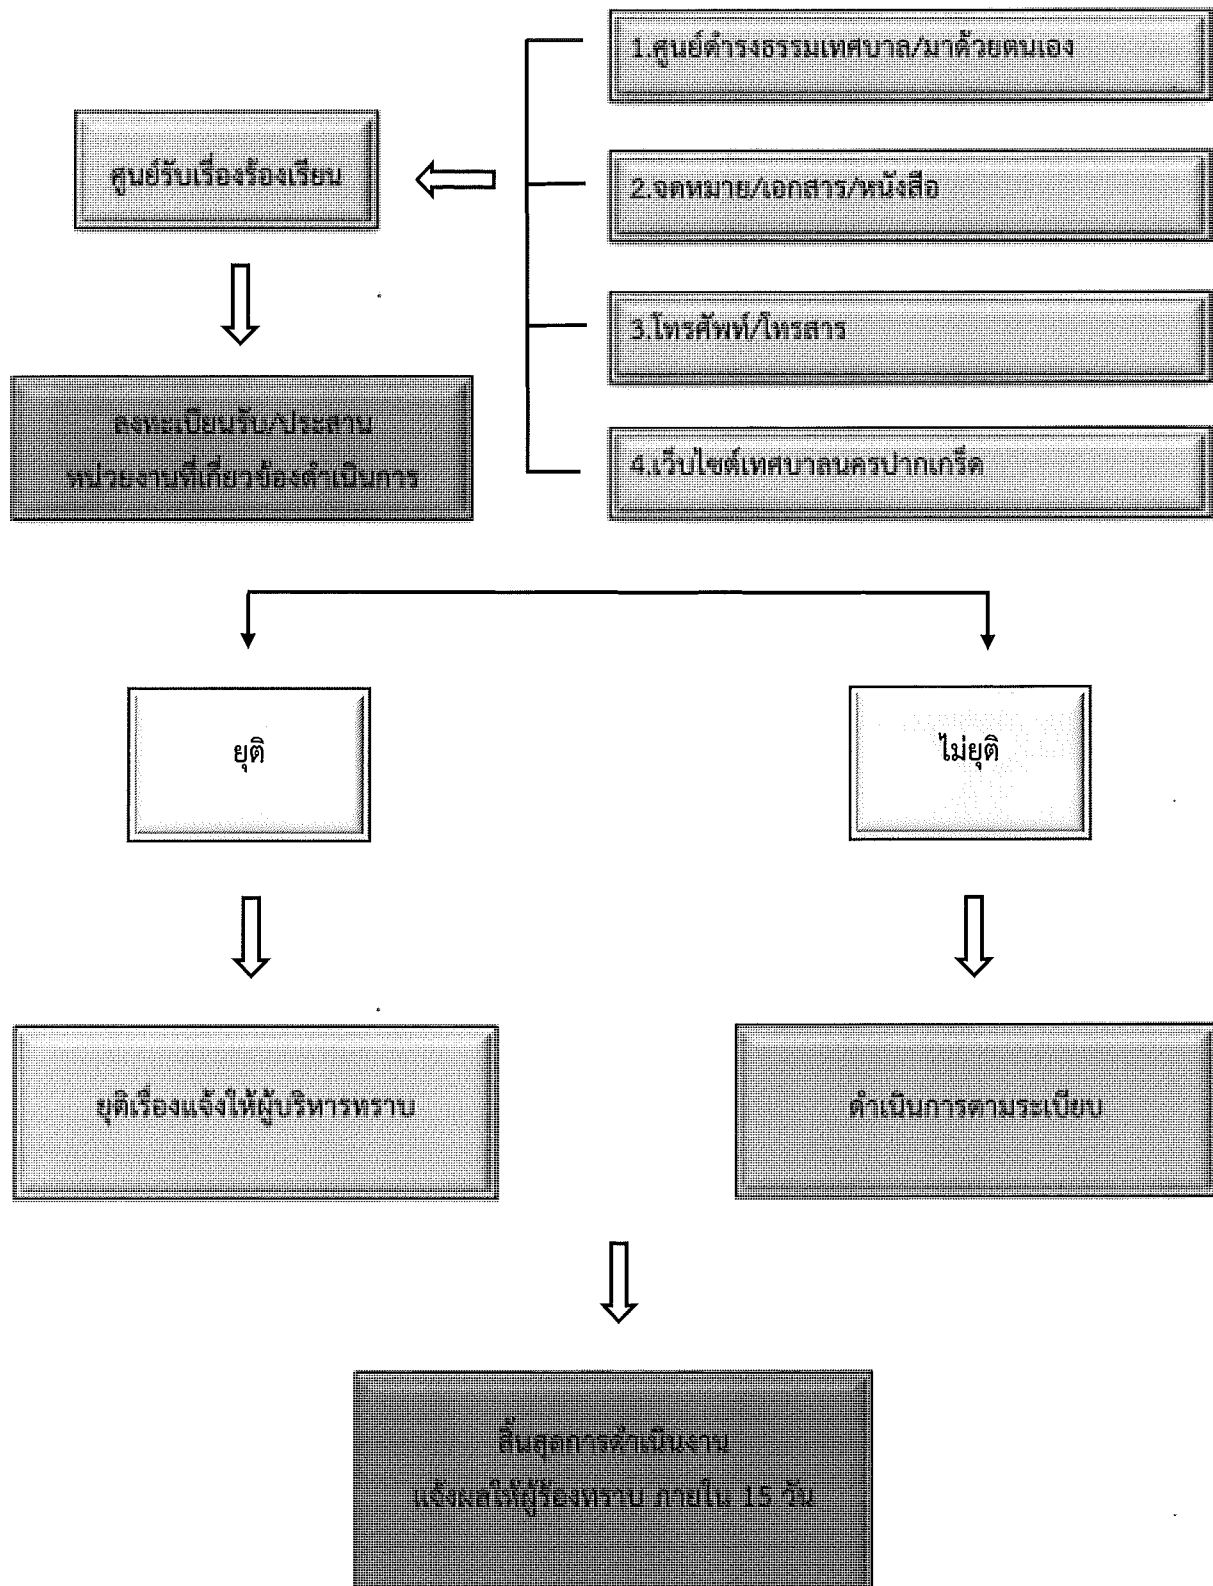 1.ศูนย์ดำรงธรรมเทศบาล/มาด้วยตนเอง
ศูนย์รับเรื่องร้องเรียน
2.จดหมาย/เอกสาร/หนังสือ
3.โทรศัพท์/โทรสาร
ลงทะเบียนรับ/ประสาน
หน่วยงานที่เกี่ยวข้องดำเนินการ
4.เว็บไซต์เทศบาลนครปากเกร็ด
ยุติ
ไม่ยุติ
ยุติเรื่องแจ้งให้ผู้บริหารทราบ
ดำเนินการตามระเบียบ
สิ้นสุดการดำเนินงาน
แจ้งผลให้ผู้ร้องทราบ ภายใน 15 วัน